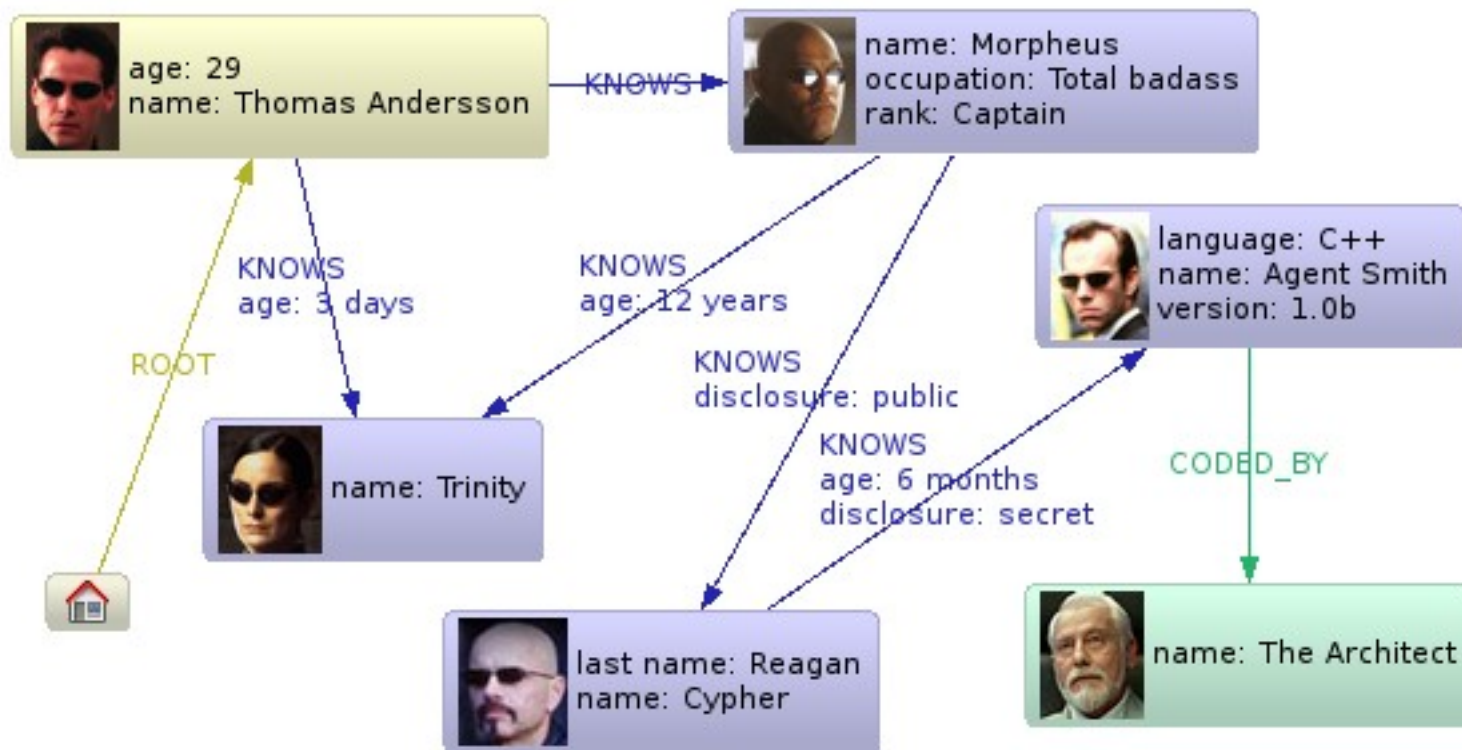 age: 29
name: Thomas Andersson
KNOWS
name: Morpheus
occupation: Total badass
rank: Captain
language: C++
name: Agent Smith
version: 1.0b
KNOWS
age: 3 days
KNOWS
age: 12 years
ROOT
KNOWS
disclosure: public
KNOWS
age: 6 months
disclosure: secret
CODED_BY
name: Trinity
last name: Reagan
name: Cypher
name: The Architect